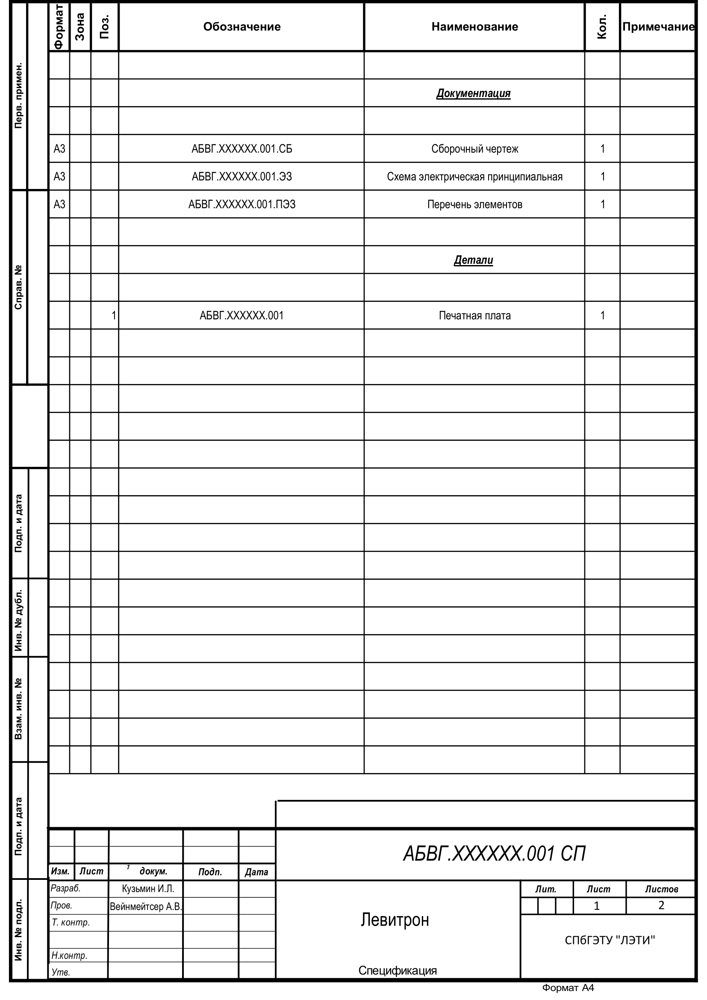 Формат Зона Поз. Обозначение Наименование Кол. Примечание
Документация
А3 АБВГ.XXXXXX.001.СБ Сборочный чертеж 1
А3 АБВГ.XXXXXX.001.ЭЗ Схема электрическая принципиальная 1
А3 АБВГ.XXXXXX.001.ПЭЗ Перечень элементов 1
Детали
1 АБВГ.XXXXXX.001 Печатная плата 1
Перв. примен.
Справ. №
Подп. и дата
Инв. № дубл.
Взам. инв. №
Подп. и дата
Инв. № подл.
АБВГ.XXXXXX.001 СП
Изм. Лист 7 докум. Подп. Дата
Разраб. Кузьмин И.Л.
Пров. Вейнмейтсер А.В.
Т. контр.
Н.контр.
Утв.
Левитрон
Спецификация
Лит. Лист Листов
1 2
СПбГЭТУ "ЛЭТИ"
Формат А4